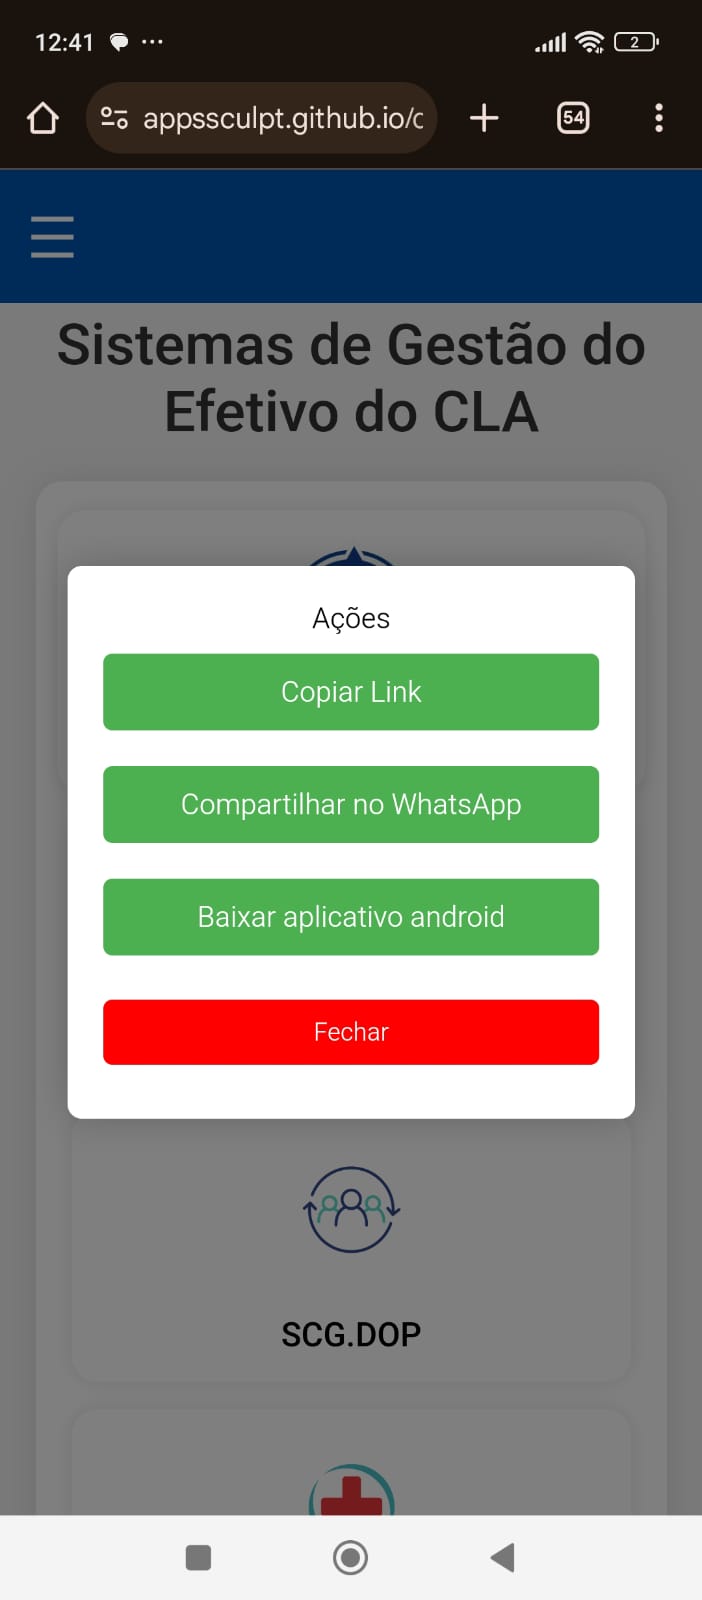 12:41
2
appssculpt.github.io/c
54
Sistemas de Gestão do
Efetivo do CLA
Ações
Copiar Link
Compartilhar no WhatsApp
Baixar aplicativo android
Fechar
SCG.DOP